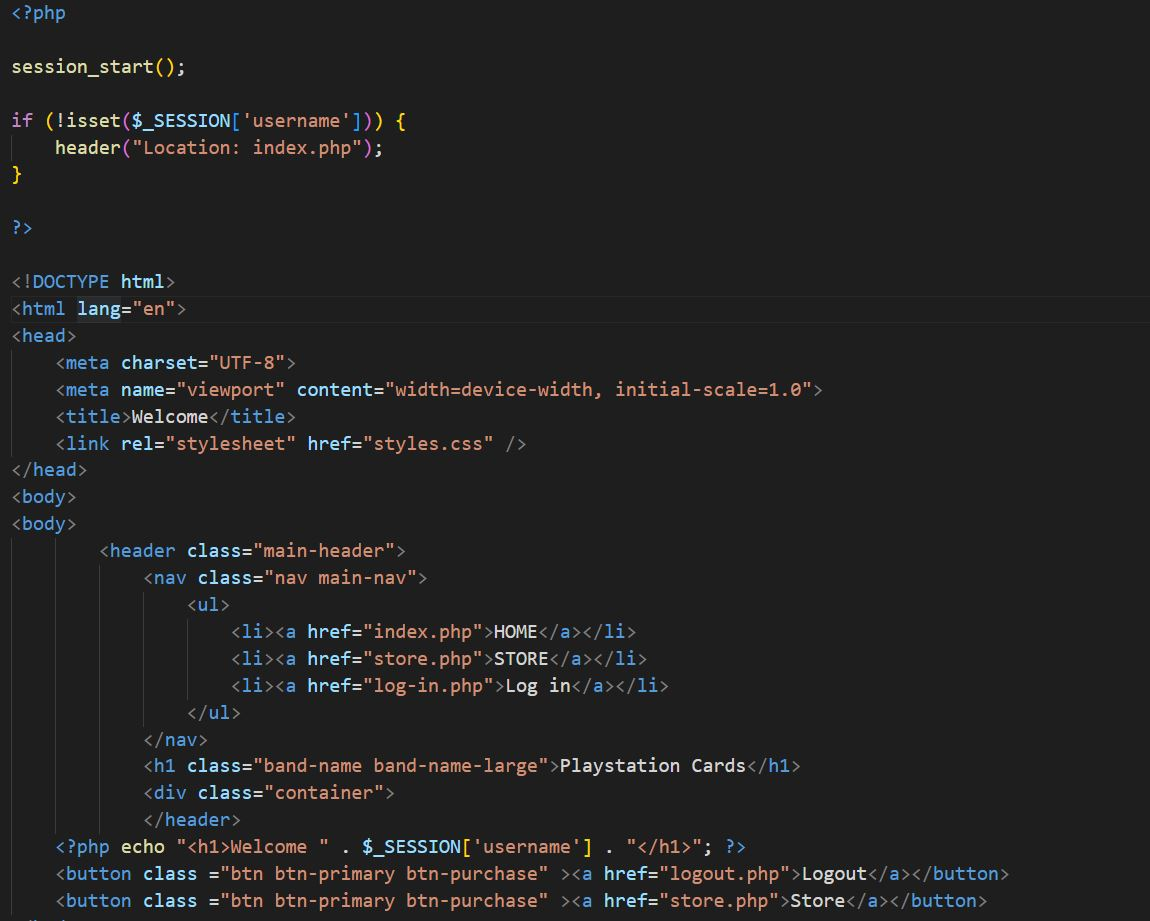 <?php
session_start();
if (!isset($_SESSION['username'])) {
    header("Location: index.php");
}
?>
<!DOCTYPE html>
<html lang="en">
<head>
    <meta charset="UTF-8">
    <meta name="viewport" content="width=device-width, initial-scale=1.0">
    <title>Welcome</title>
    <link rel="stylesheet" href="styles.css" />
</head>
<body>
<body>
        <header class="main-header">
            <nav class="nav main-nav">
                <ul>
                    <li><a href="index.php">HOME</a></li>
                    <li><a href="store.php">STORE</a></li>
                    <li><a href="log-in.php">Log in</a></li>
                </ul>
            </nav>
            <h1 class="band-name band-name-large">Playstation Cards</h1>
            <div class="container">
            </header>
    <?php echo "<h1>Welcome " . $_SESSION['username'] . "</h1>"; ?>
    <button class ="btn btn-primary btn-purchase" ><a href="logout.php">Logout</a></button>
    <button class ="btn btn-primary btn-purchase" ><a href="store.php">Store</a></button>